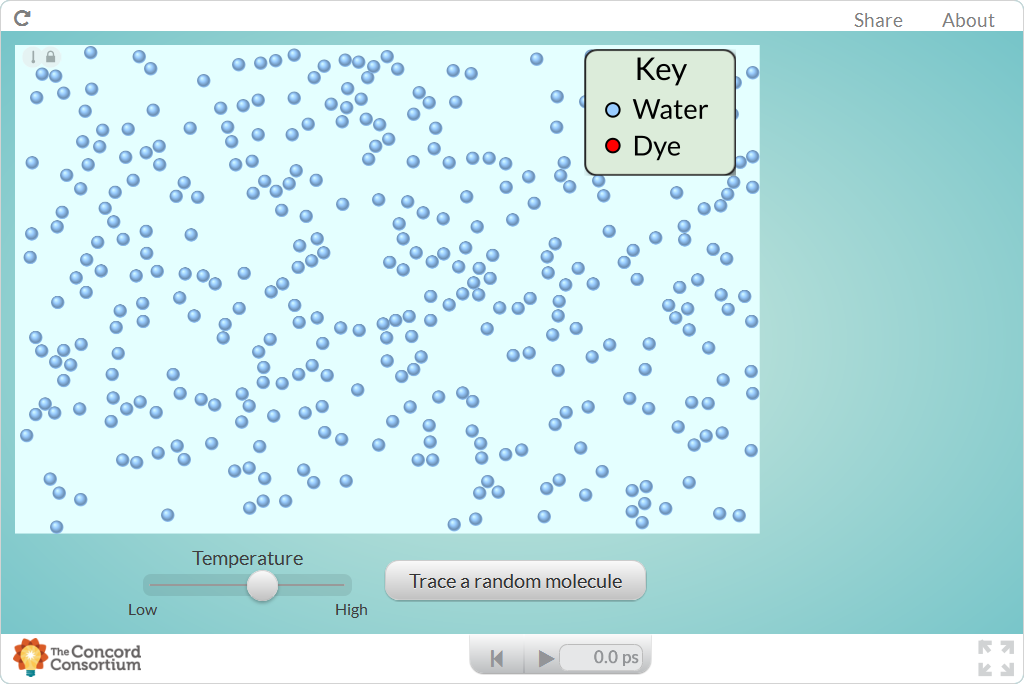 Share About
Key
Water
Dye
Temperature
Low High
Trace a random molecule
The Concord
Consortium
0.0 ps